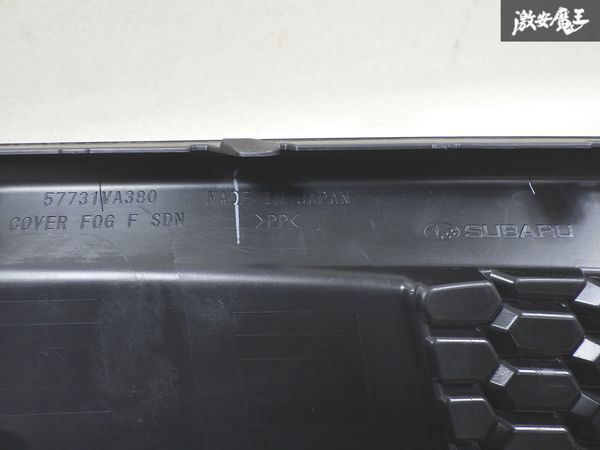 激安魔王
57731VA380
MADE IN JAPAN
COVER FOG F SDN
>PP<
SUBARU